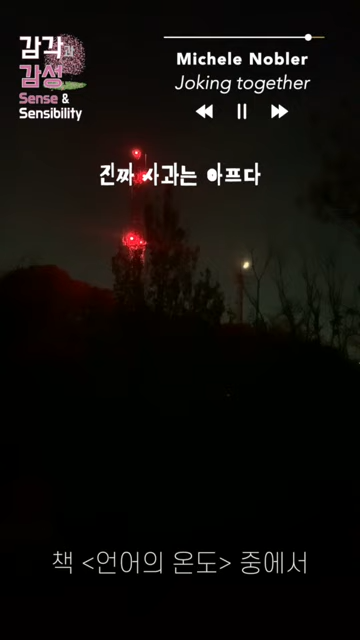 감각과
감성
Sense &
Sensibility
Michele Nobler
Joking together
진짜 사과는 아프다
책 <언어의 온도> 중에서